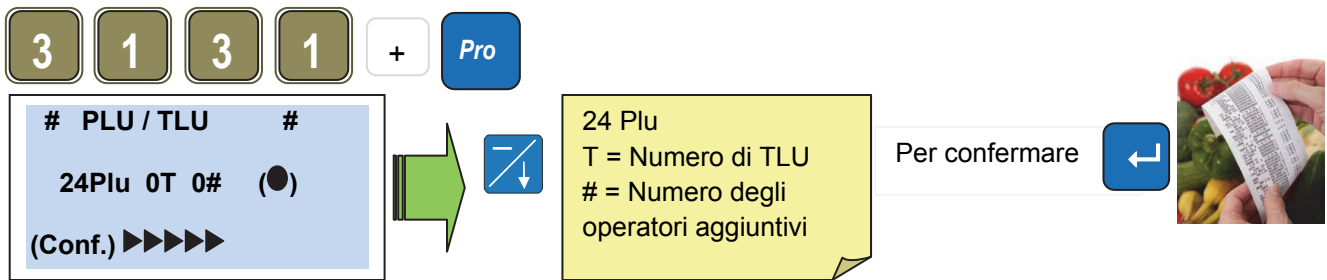 3 1 3 1 + Pro
# PLU / TLU #
24Plu 0T 0# (●)
(Conf.) ▶▶▶▶▶
24 Plu
T = Numero di TLU
# = Numero degli
operatori aggiuntivi
Per confermare